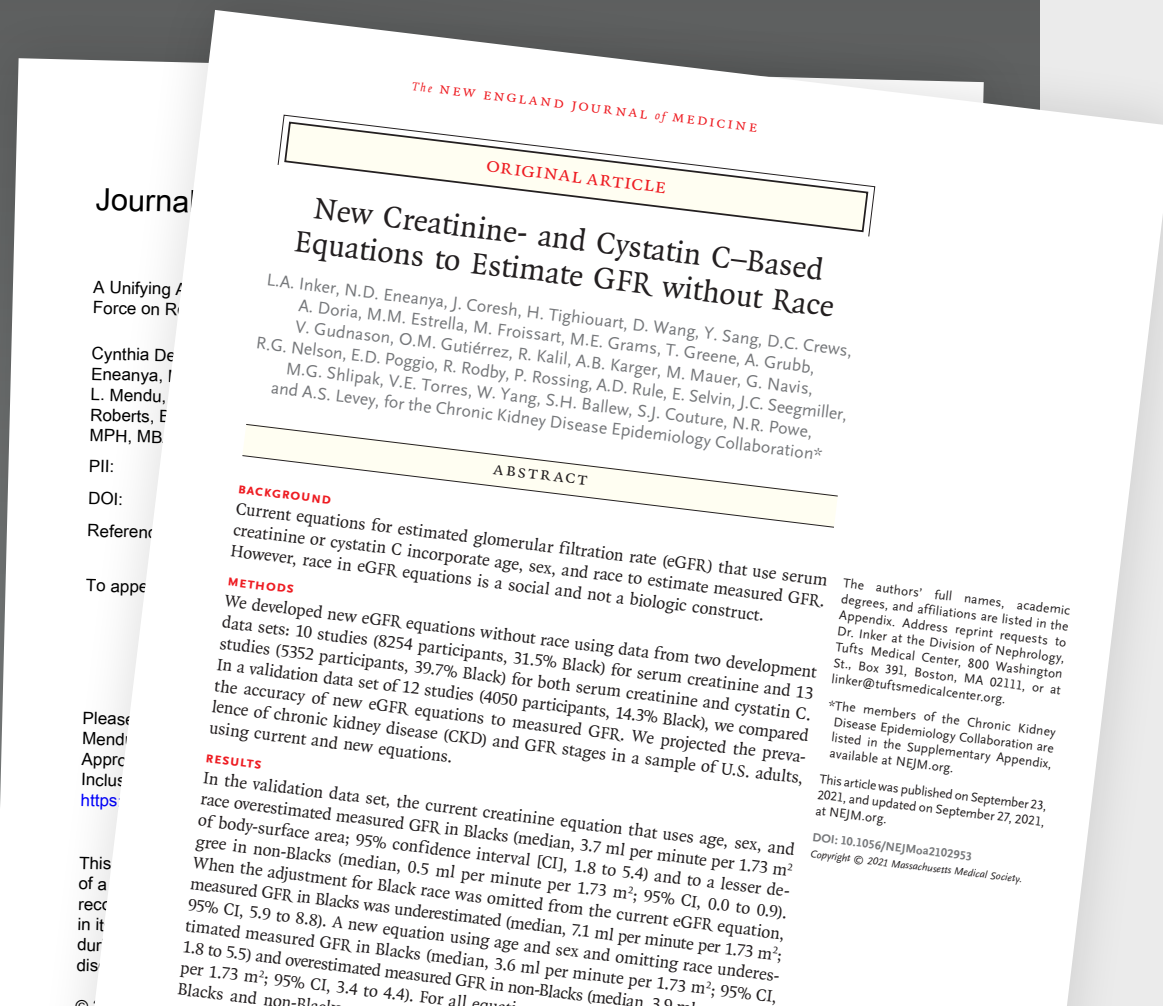 The NEW ENGLAND JOURNAL of MEDICINE
ORIGINAL ARTICLE
New Creatinine- and Cystatin C–Based
Equations to Estimate GFR without Race
L.A. Inker, N.D. Eneanya, J. Coresh, H. Tighiouart, D. Wang, Y. Sang, D.C. Crews,
A. Doria, M.M. Estrella, M. Froissart, M.E. Grams, T. Greene, A. Grubb,
V. Gudnason, O.M. Gutiérrez, R. Kalil, A.B. Karger, M. Mauer, G. Navis,
R.G. Nelson, E.D. Poggio, R. Rodby, P. Rossing, A.D. Rule, E. Selvin, J.C. Seegmiller,
M.G. Shlipak, V.E. Torres, W. Yang, S.H. Ballew, S.J. Couture, N.R. Powe,
and A.S. Levey, for the Chronic Kidney Disease Epidemiology Collaboration*
ABSTRACT
BACKGROUND
Current equations for estimated glomerular filtration rate (eGFR) that use serum
creatinine or cystatin C incorporate age, sex, and race to estimate measured GFR.
However, race in eGFR equations is a social and not a biologic construct.
METHODS
We developed new eGFR equations without race using data from two development
data sets: 10 studies (8254 participants, 31.5% Black) for serum creatinine and 13
studies (5352 participants, 39.7% Black) for both serum creatinine and cystatin C.
In a validation data set of 12 studies (4050 participants, 14.3% Black), we compared
the accuracy of new eGFR equations to measured GFR. We projected the preva-
lence of chronic kidney disease (CKD) and GFR stages in a sample of U.S. adults,
using current and new equations.
RESULTS
In the validation data set, the current creatinine equation that uses age, sex, and
race overestimated measured GFR in Blacks (median, 3.7 ml per minute per 1.73 m²
of body-surface area; 95% confidence interval [CI], 1.8 to 5.4) and to a lesser de-
gree in non-Blacks (median, 0.5 ml per minute per 1.73 m²; 95% CI, 0.0 to 0.9).
When the adjustment for Black race was omitted from the current eGFR equation,
measured GFR in Blacks was underestimated (median, 7.1 ml per minute per 1.73 m²;
95% CI, 5.9 to 8.8). A new equation using age and sex and omitting race underes-
timated measured GFR in Blacks (median, 3.6 ml per minute per 1.73 m²; 95% CI,
1.8 to 5.5) and overestimated measured GFR in non-Blacks (median, 3.9 ml
per 1.73 m²; 95% CI, 3.4 to 4.4). For all
Blacks and
The authors' full names, academic
degrees, and affiliations are listed in the
Appendix. Address reprint requests to
Dr. Inker at the Division of Nephrology,
Tufts Medical Center, 800 Washington
St., Box 391, Boston, MA 02111, or at
linker@tuftsmedicalcenter.org.
*The members of the Chronic Kidney
Disease Epidemiology Collaboration are
listed in the Supplementary Appendix,
available at NEJM.org.
This article was published on September 23,
2021, and updated on September 27, 2021,
at NEJM.org.
DOI: 10.1056/NEJMoa2102953
Copyright © 2021 Massachusetts Medical Society.
Journal
A Unifying A
Force on R
Cynthia De
Eneanya,
L. Mendu,
Roberts,
MPH, MB
PII:
DOI:
Referenc
To appe
Please
Mendu
Appro
Inclus
https:
This
of a
reco
in it
dur
dis
©